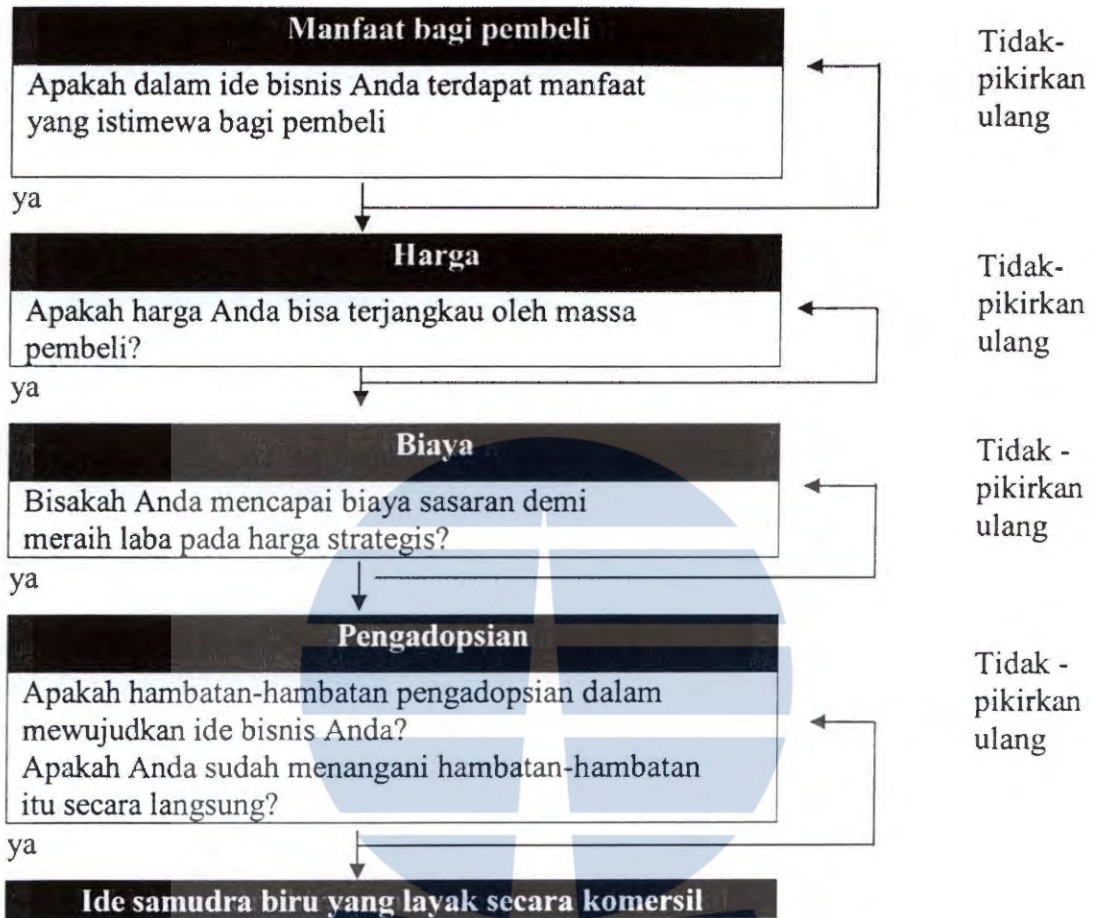 Manfaat bagi pembeli
Apakah dalam ide bisnis Anda terdapat manfaat
yang istimewa bagi pembeli
Tidak-
pikirkan
ulang
ya
Harga
Apakah harga Anda bisa terjangkau oleh massa
pembeli?
Tidak-
pikirkan
ulang
ya
Biaya
Bisakah Anda mencapai biaya sasaran demi
meraih laba pada harga strategis?
Tidak -
pikirkan
ulang
ya
Pengadopsian
Apakah hambatan-hambatan pengadopsian dalam
mewujudkan ide bisnis Anda?
Apakah Anda sudah menangani hambatan-hambatan
itu secara langsung?
Tidak -
pikirkan
ulang
ya
Ide samudra biru yang layak secara komersil